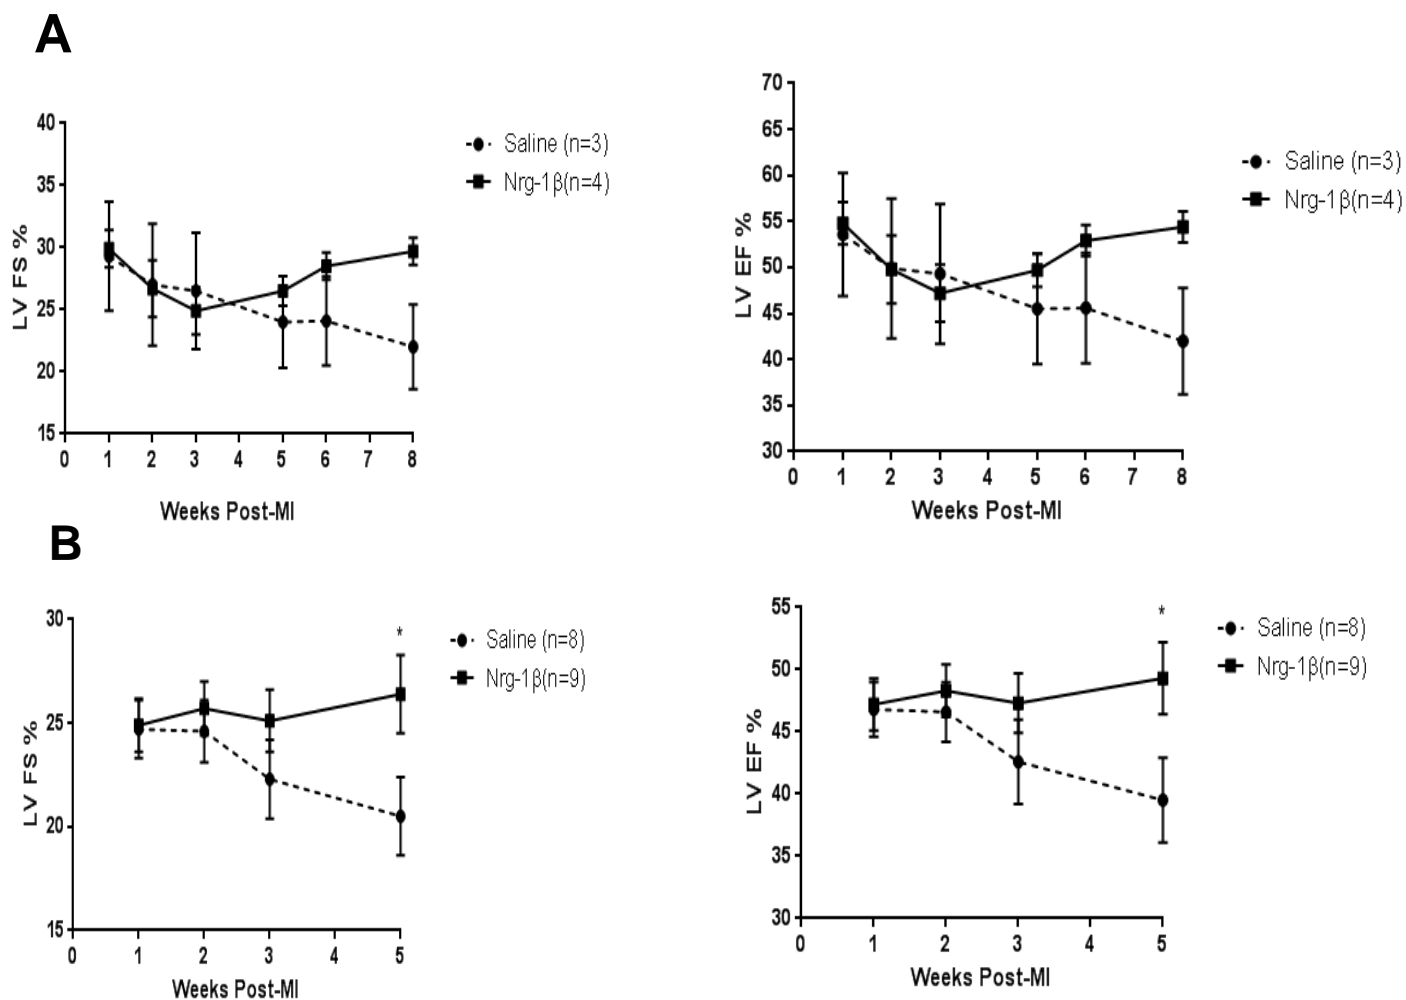 A
LV FS %
40
35
30
25
20
15
0 1 2 3 4 5 6 7 8
Weeks Post-MI
Saline (n=3)
Nrg-1β(n=4)
LV EF %
70
65
60
55
50
45
40
35
30
0 1 2 3 4 5 6 7 8
Weeks Post-MI
Saline (n=3)
Nrg-1β(n=4)
B
LV FS %
30
25
20
15
0 1 2 3 4 5
Weeks Post-MI
*
Saline (n=8)
Nrg-1β(n=9)
LV EF %
55
50
45
40
35
30
0 1 2 3 4 5
Weeks Post-MI
*
Saline (n=8)
Nrg-1β(n=9)